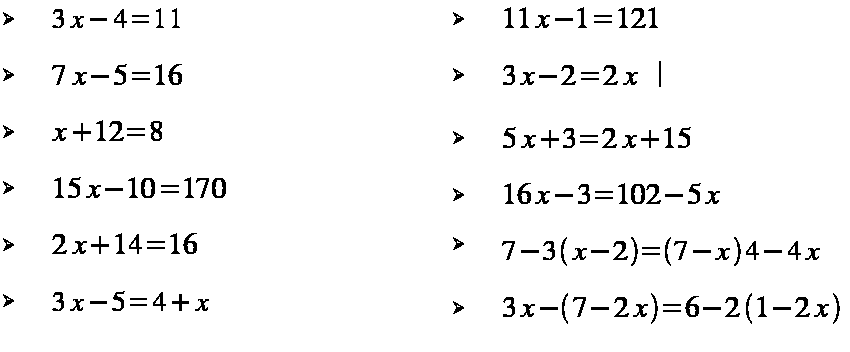 ➢ 3x−4=11
➢ 7x−5=16
➢ x+12=8
➢ 15x−10=170
➢ 2x+14=16
➢ 3x−5=4+x
➢ 11x−1=121
➢ 3x−2=2x |
➢ 5x+3=2x+15
➢ 16x−3=102−5x
➢ 7−3(x−2)=(7−x)4−4x
➢ 3x−(7−2x)=6−2(1−2x)